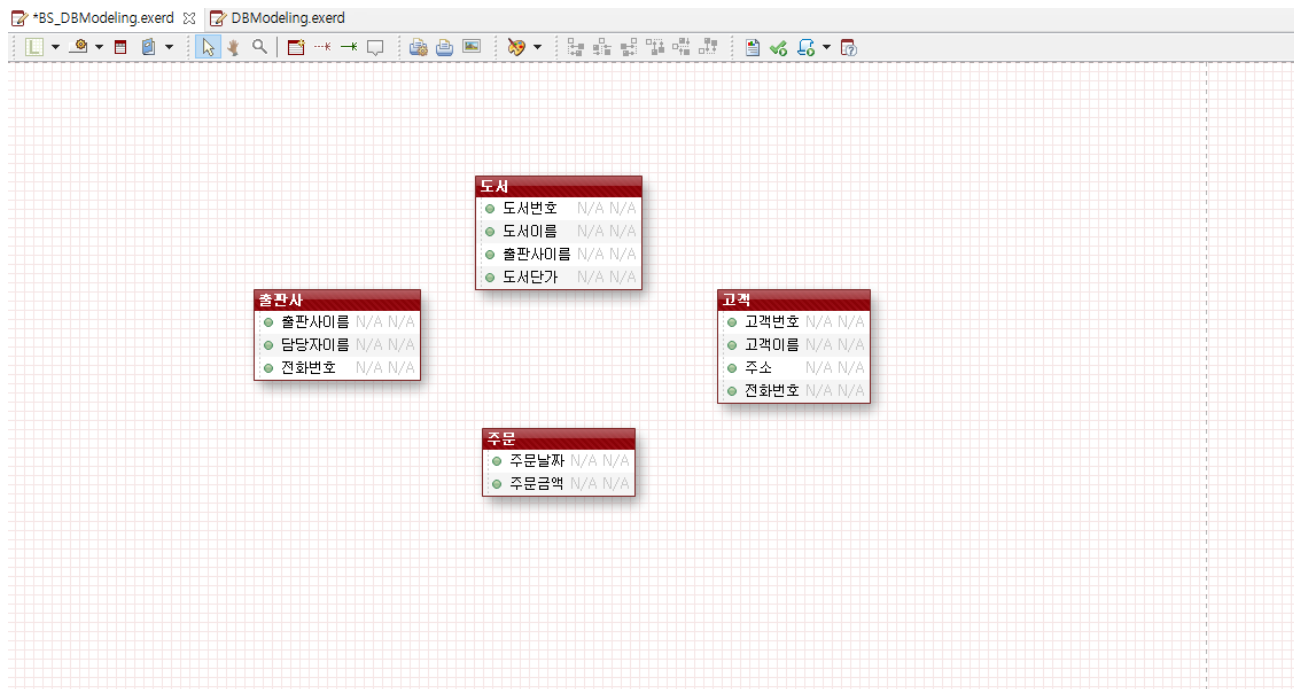 *BS_DBModeling.exerd DBModeling.exerd
L
도서
도서번호 N/A N/A
도서이름 N/A N/A
출판사이름 N/A N/A
도서단가 N/A N/A
출판사
출판사이름 N/A N/A
담당자이름 N/A N/A
전화번호 N/A N/A
고객
고객번호 N/A N/A
고객이름 N/A N/A
주소 N/A N/A
전화번호 N/A N/A
주문
주문날짜 N/A N/A
주문금액 N/A N/A